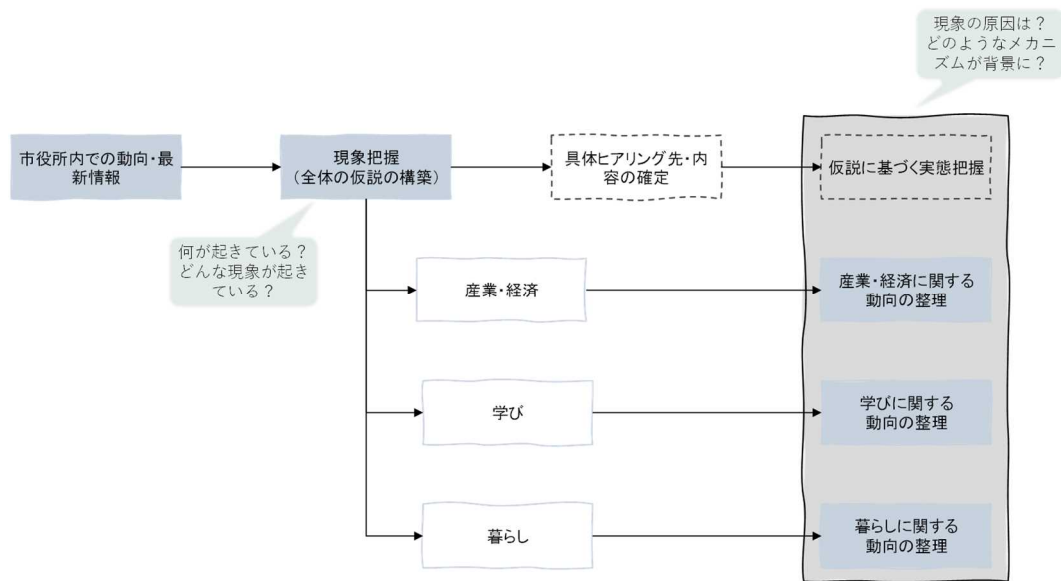 現象の原因は？
どのようなメカニ
ズムが背景に？
市役所内での動向・最
新情報
現象把握
（全体の仮説の構築）
具体ヒアリング先・内
容の確定
仮説に基づく実態把握
何が起きている？
どんな現象が起き
ている？
産業・経済
産業・経済に関する
動向の整理
学び
学びに関する
動向の整理
暮らし
暮らしに関する
動向の整理